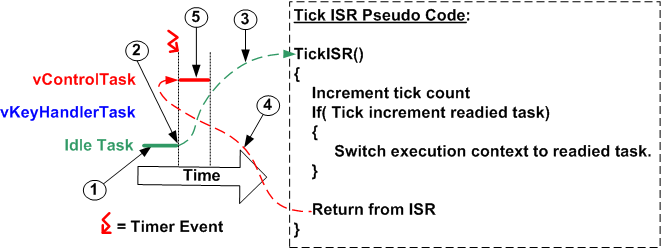 Tick ISR Pseudo Code:
5
3
2
TickISR()
{
vControlTask
Increment tick count
vKeyHandlerTask
If( Tick increment readied task)
4
{
Idle Task
Switch execution context to readied task.
}
1
Time
Return from ISR
= Timer Event
}